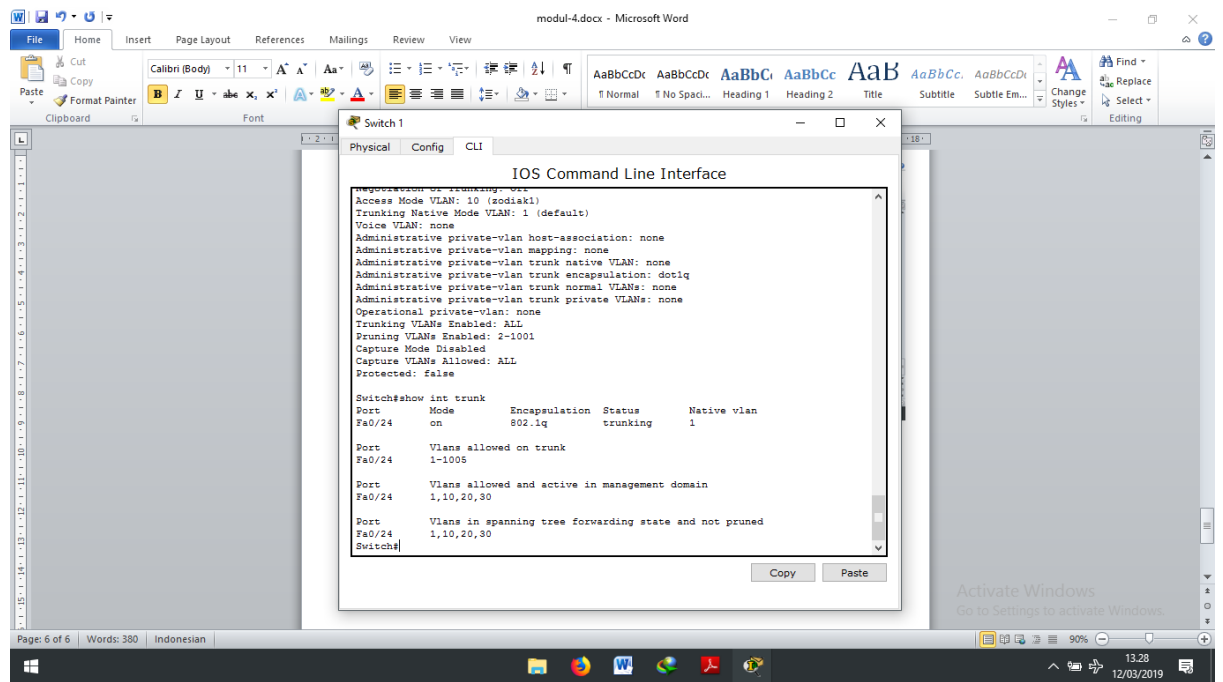 modul-4.docx - Microsoft Word
File Home Insert Page Layout References Mailings Review View
Paste
Cut
Copy
Format Painter
Clipboard
Calibri (Body) 11
Font
AaBbCcDc AaBbCcDc AaBbC AaBbCc AaB AaBbCc. AaBbCcDc
¶ Normal ¶ No Spaci... Heading 1 Heading 2 Title Subtitle Subtle Em...
Change Styles
Find
Replace
Select
Editing
Switch 1
Physical Config CLI
IOS Command Line Interface
Negotiation of Trunking: Off
Access Mode VLAN: 10 (zodiak1)
Trunking Native Mode VLAN: 1 (default)
Voice VLAN: none
Administrative private-vlan host-association: none
Administrative private-vlan mapping: none
Administrative private-vlan trunk native VLAN: none
Administrative private-vlan trunk encapsulation: dot1q
Administrative private-vlan trunk normal VLANs: none
Administrative private-vlan trunk private VLANs: none
Operational private-vlan: none
Trunking VLANs Enabled: ALL
Pruning VLANs Enabled: 2-1001
Capture Mode Disabled
Capture VLANs Allowed: ALL
Protected: false
Switch#show int trunk
Port Mode Encapsulation Status Native vlan
Fa0/24 on 802.1q trunking 1
Port Vlans allowed on trunk
Fa0/24 1-1005
Port Vlans allowed and active in management domain
Fa0/24 1,10,20,30
Port Vlans in spanning tree forwarding state and not pruned
Fa0/24 1,10,20,30
Switch#
Copy Paste
Activate Windows
Go to Settings to activate Windows.
Page: 6 of 6 Words: 380 Indonesian 90%
13.28
12/03/2019